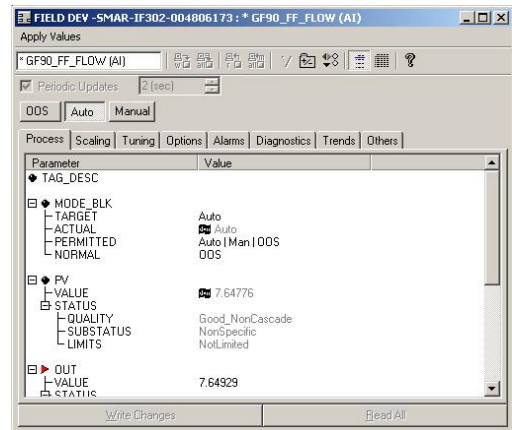 FIELD DEV -SMAR-IF302-004806173 : * GF90_FF_FLOW (AI)
Apply Values
* GF90_FF_FLOW (AI)
Periodic Updates 2 (sec)
OOS Auto Manual
Process Scaling Tuning Options Alarms Diagnostics Trends Others
Parameter Value
TAG_DESC
MODE_BLK
TARGET Auto
ACTUAL Auto
PERMITTED Auto | Man | OOS
NORMAL OOS
PV
VALUE 7.64776
STATUS
QUALITY Good_NonCascade
SUBSTATUS NonSpecific
LIMITS NotLimited
OUT
VALUE 7.64929
STATUS
Write Changes Read All